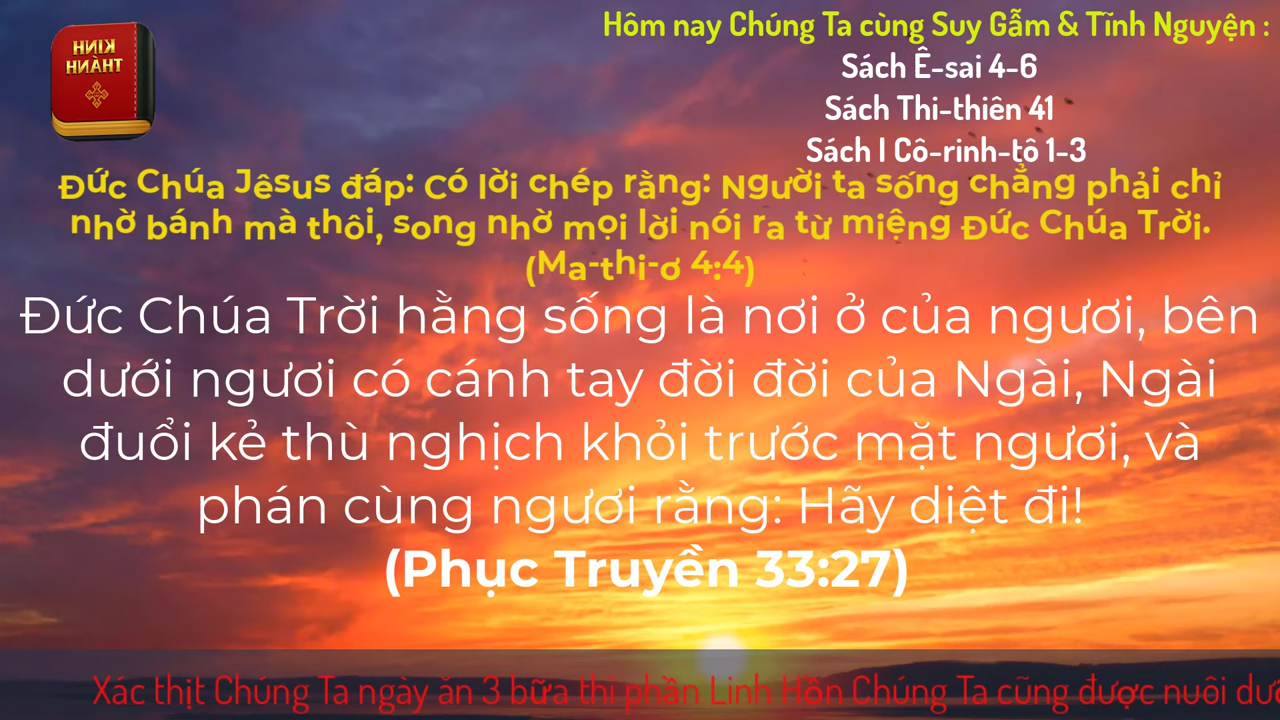 KINH
THÀNH
Hôm nay Chúng Ta cùng Suy Gẫm & Tĩnh Nguyện :
Sách Ê-sai 4-6
Sách Thi-thiên 41
Sách I Cô-rinh-tô 1-3
Đức Chúa Jêsus đáp: Có lời chép rằng: Người ta sống chẳng phải chỉ
nhờ bánh mà thôi, song nhờ mọi lời nói ra từ miệng Đức Chúa Trời.
(Ma-thi-ơ 4:4)
Đức Chúa Trời hằng sống là nơi ở của ngươi, bên
dưới ngươi có cánh tay đời đời của Ngài, Ngài
đuổi kẻ thù nghịch khỏi trước mặt ngươi, và
phán cùng ngươi rằng: Hãy diệt đi!
(Phục Truyền 33:27)
Xác thịt Chúng Ta ngày ăn 3 bữa thì phần Linh Hồn Chúng Ta cũng được nuôi